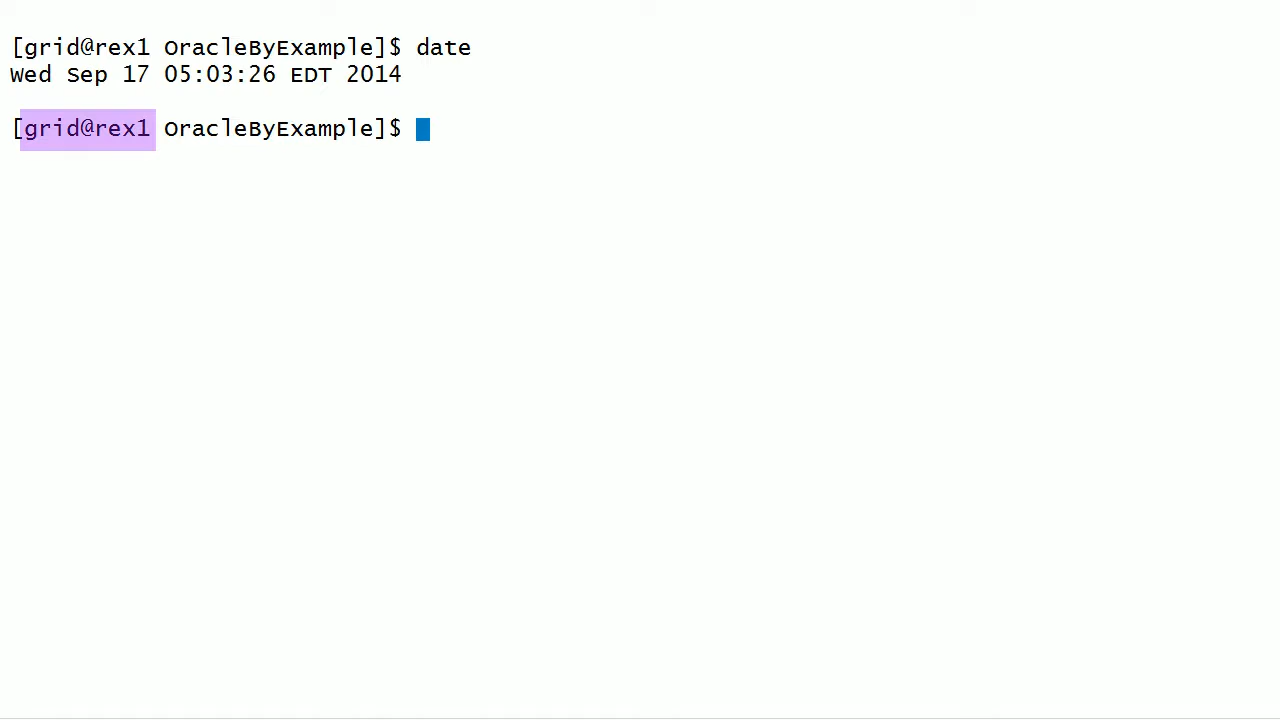 [grid@rex1 OracleByExample]$ date
Wed Sep 17 05:03:26 EDT 2014
[grid@rex1 OracleByExample]$